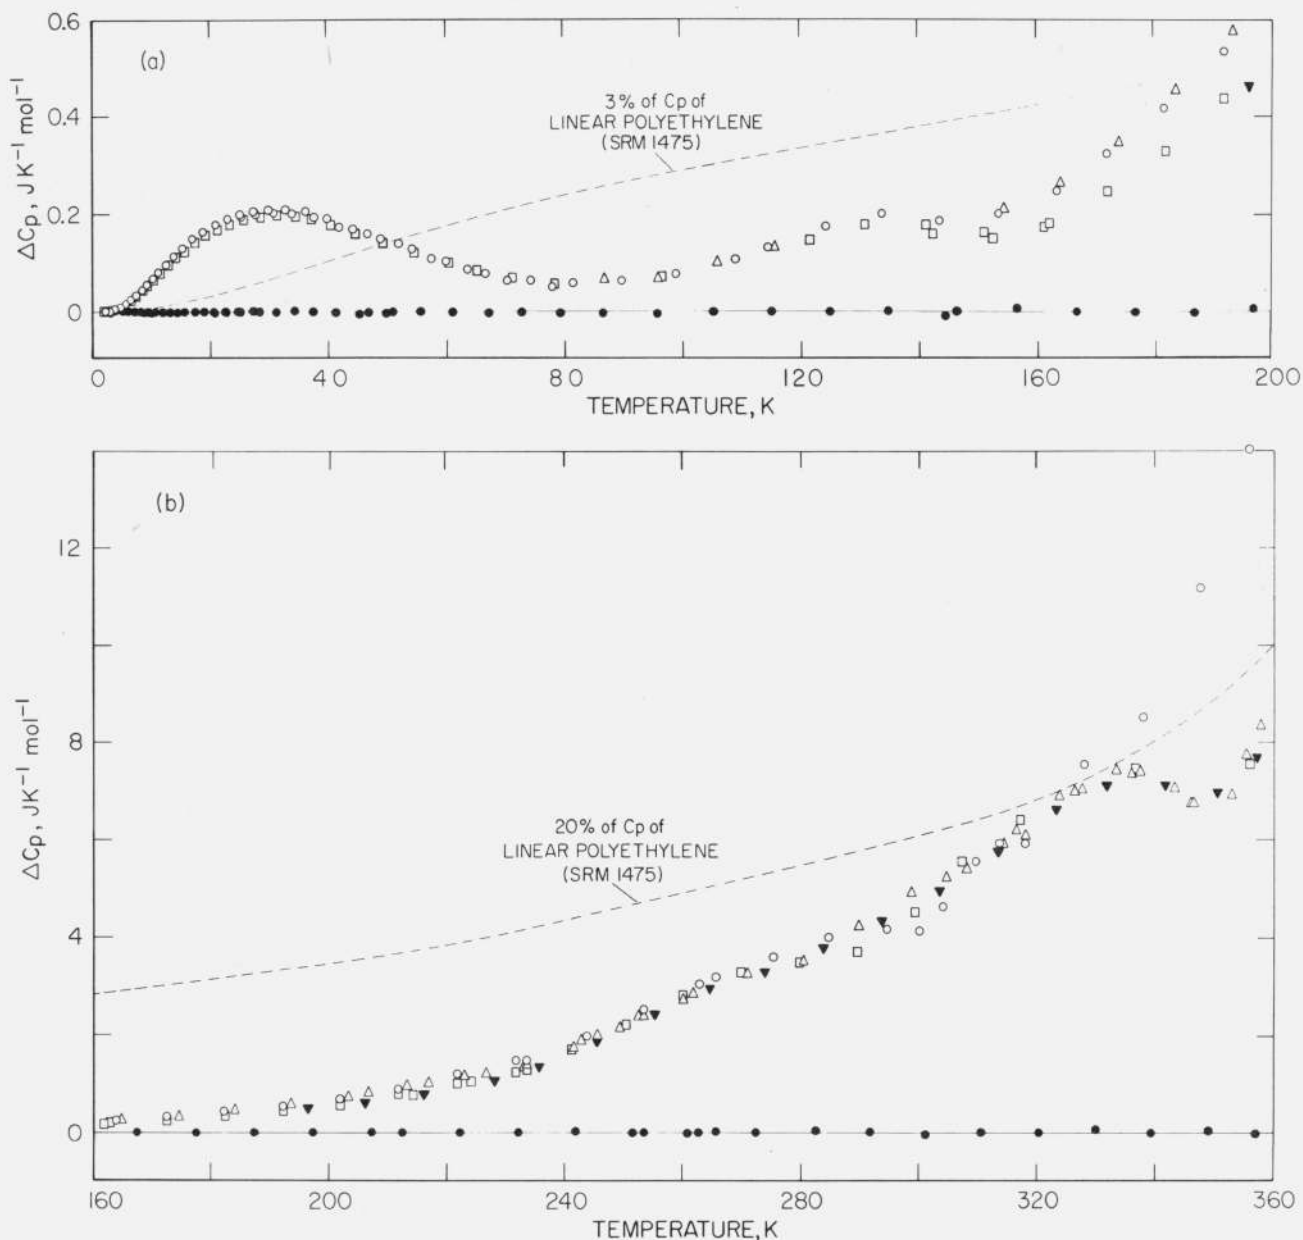 0.6
(a)
3% of Cp of
LINEAR POLYETHYLENE
(SRM 1475)
0.4
0.2
0
ΔCp, JK⁻¹ mol⁻¹
0 40 80 120 160 200
TEMPERATURE, K
(b)
12
8
20% of Cp of
LINEAR POLYETHYLENE
(SRM 1475)
4
0
ΔCp, JK⁻¹ mol⁻¹
160 200 240 280 320 360
TEMPERATURE, K